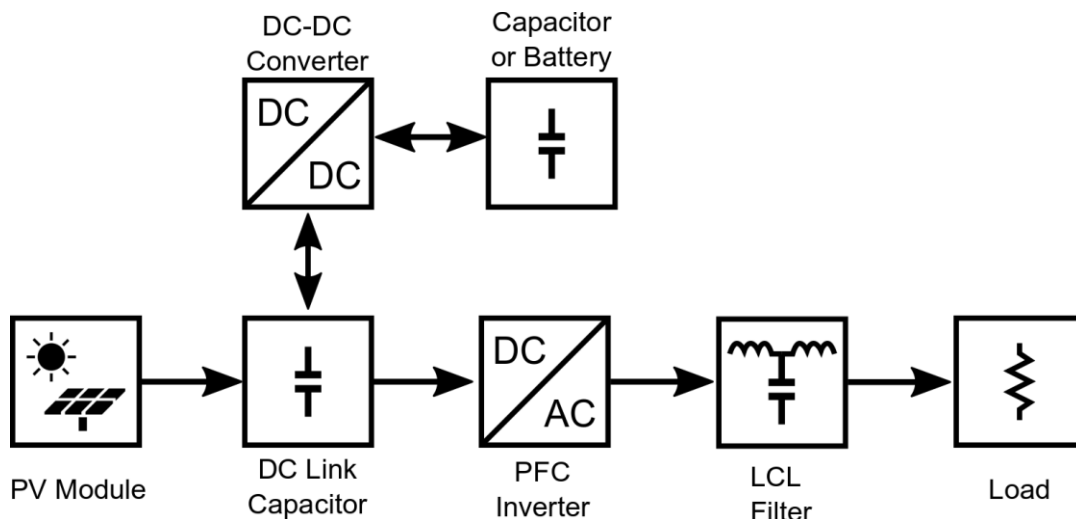 DC-DC
Converter
Capacitor
or Battery
DC
DC
DC
AC
PV Module
DC Link
Capacitor
PFC
Inverter
LCL
Filter
Load